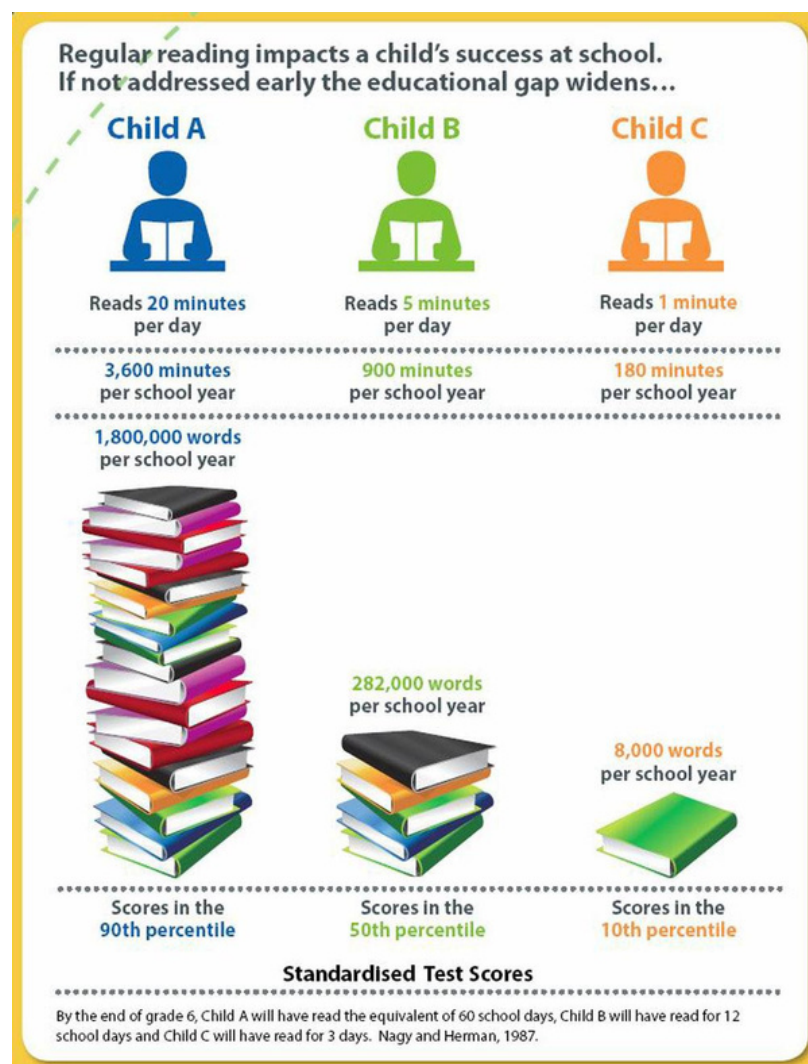 Regular reading impacts a child's success at school.
If not addressed early the educational gap widens...
Child A
Child B
Child C
Reads 20 minutes
per day
Reads 5 minutes
per day
Reads 1 minute
per day
3,600 minutes
per school year
900 minutes
per school year
180 minutes
per school year
1,800,000 words
per school year
282,000 words
per school year
8,000 words
per school year
Scores in the
90th percentile
Scores in the
50th percentile
Scores in the
10th percentile
Standardised Test Scores
By the end of grade 6, Child A will have read the equivalent of 60 school days, Child B will have read for 12
school days and Child C will have read for 3 days. Nagy and Herman, 1987.